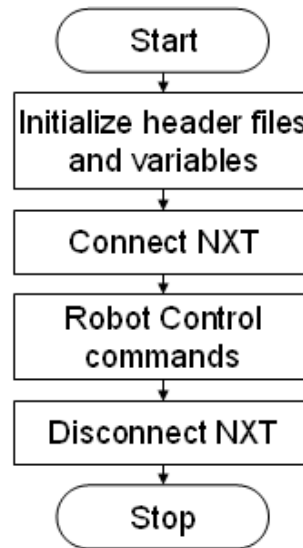 Start
Initialize header files
and variables
Connect NXT
Robot Control
commands
Disconnect NXT
Stop